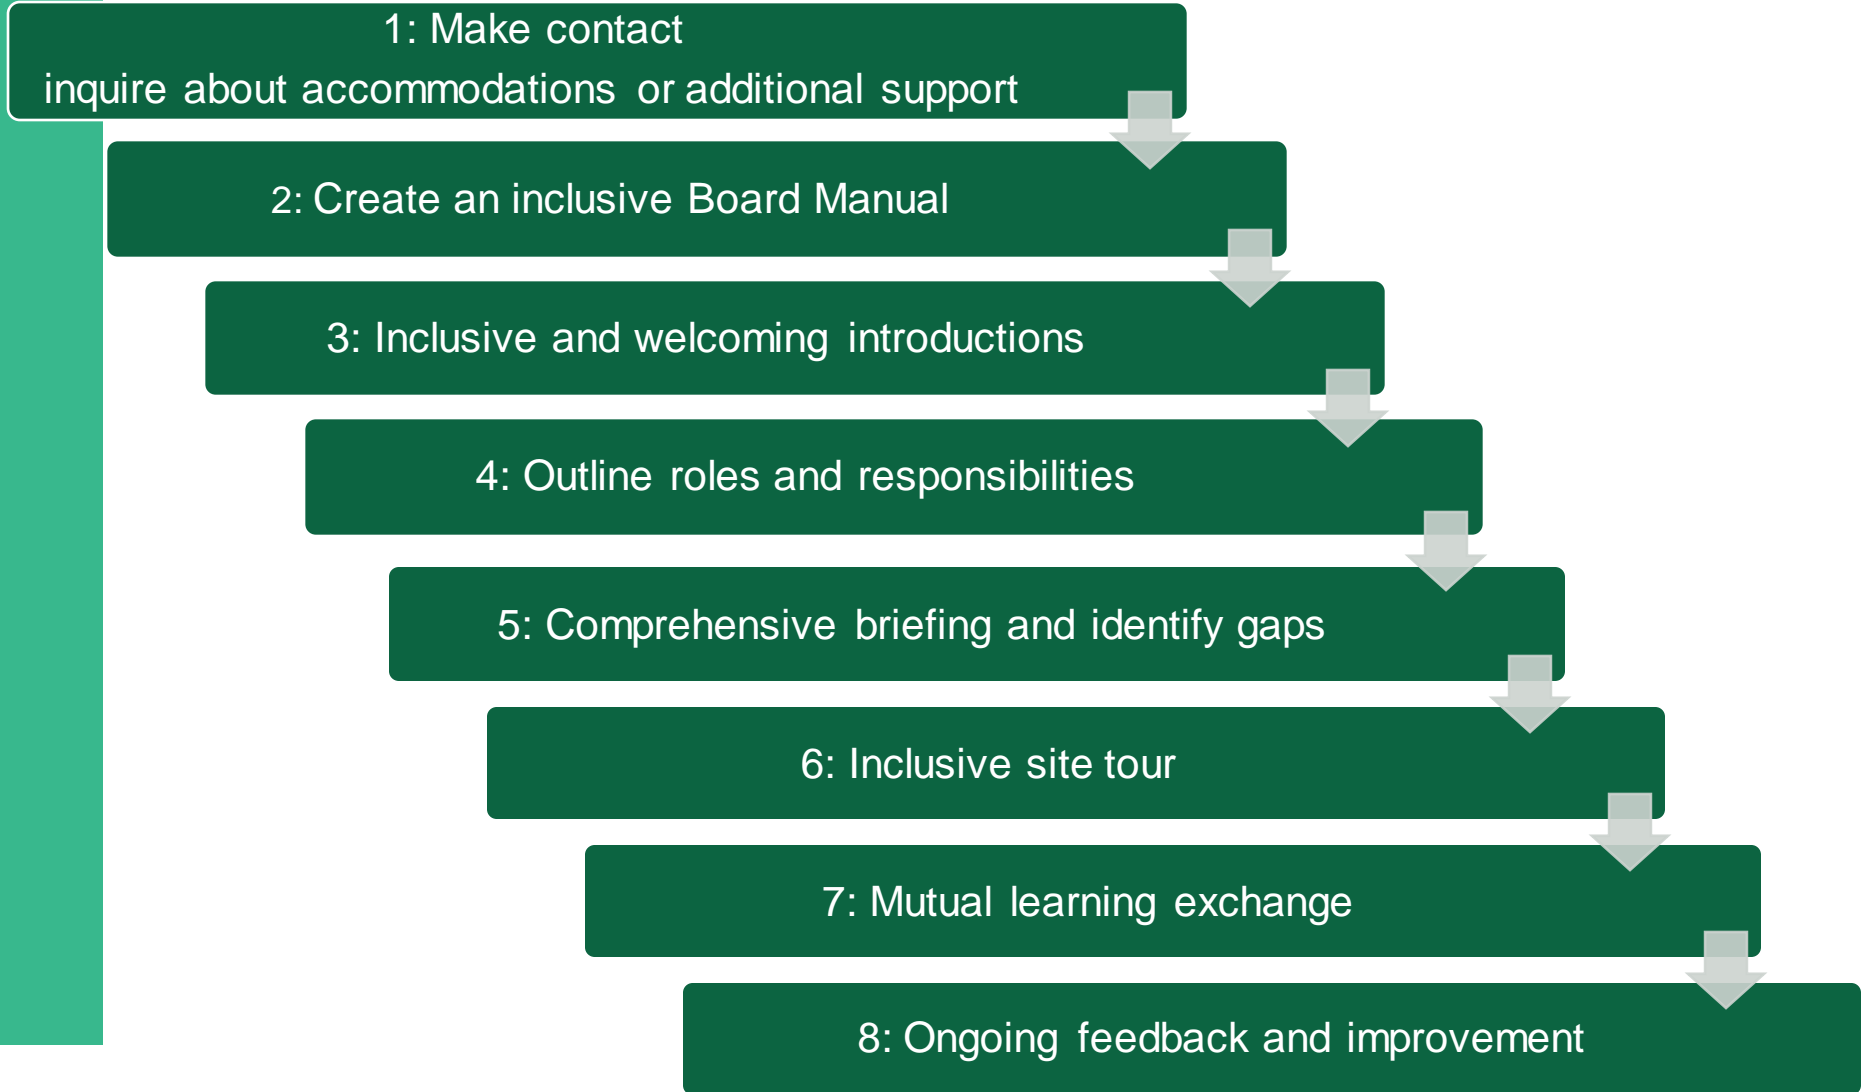 1: Make contact
inquire about accommodations or additional support
2: Create an inclusive Board Manual
3: Inclusive and welcoming introductions
4: Outline roles and responsibilities
5: Comprehensive briefing and identify gaps
6: Inclusive site tour
7: Mutual learning exchange
8: Ongoing feedback and improvement